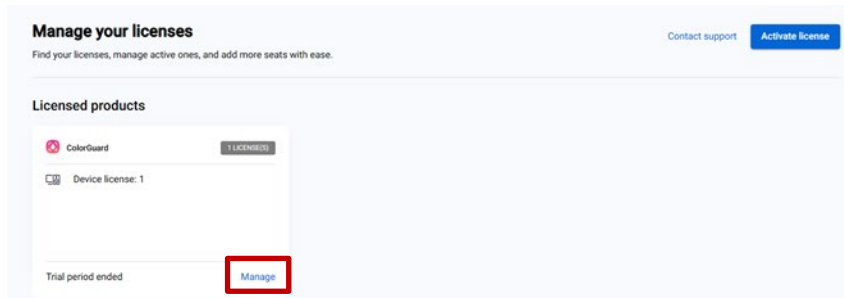 Manage your licenses
Contact support
Activate license
Find your licenses, manage active ones, and add more seats with ease.
Licensed products
ColorGuard
1 LICENSE(S)
Device license: 1
Trial period ended
Manage